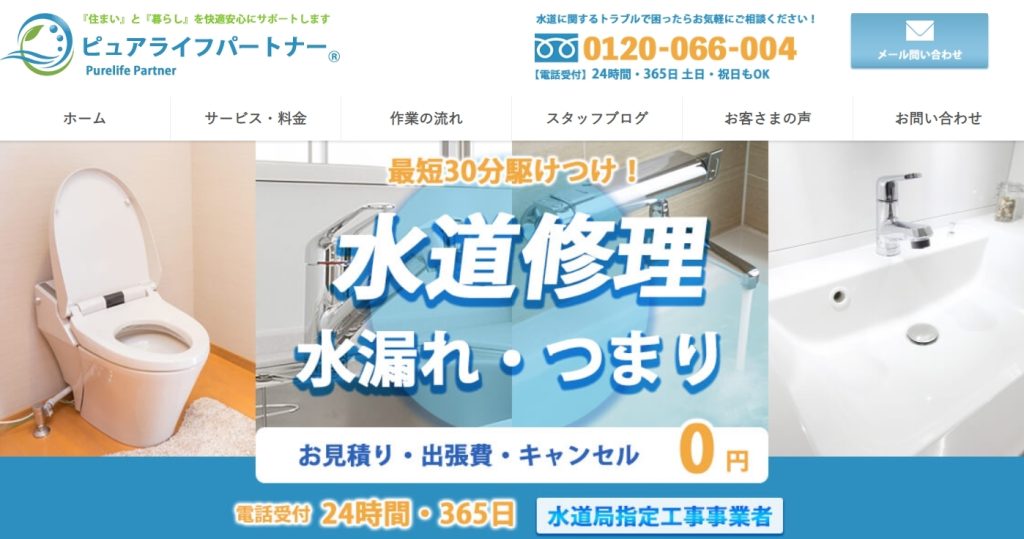 『住まい』と『暮らし』を快適安心にサポートします
ピュアライフパートナー®
Purelife Partner
水道に関するトラブルで困ったらお気軽にご相談ください！
0120-066-004
【電話受付】24時間・365日 土日・祝日もOK
メール問い合わせ
ホーム
サービス・料金
作業の流れ
スタッフブログ
お客さまの声
お問い合わせ
最短30分駆けつけ！
水道修理
水漏れ・つまり
お見積り・出張費・キャンセル 0円
電話受付 24時間・365日
水道局指定工事事業者